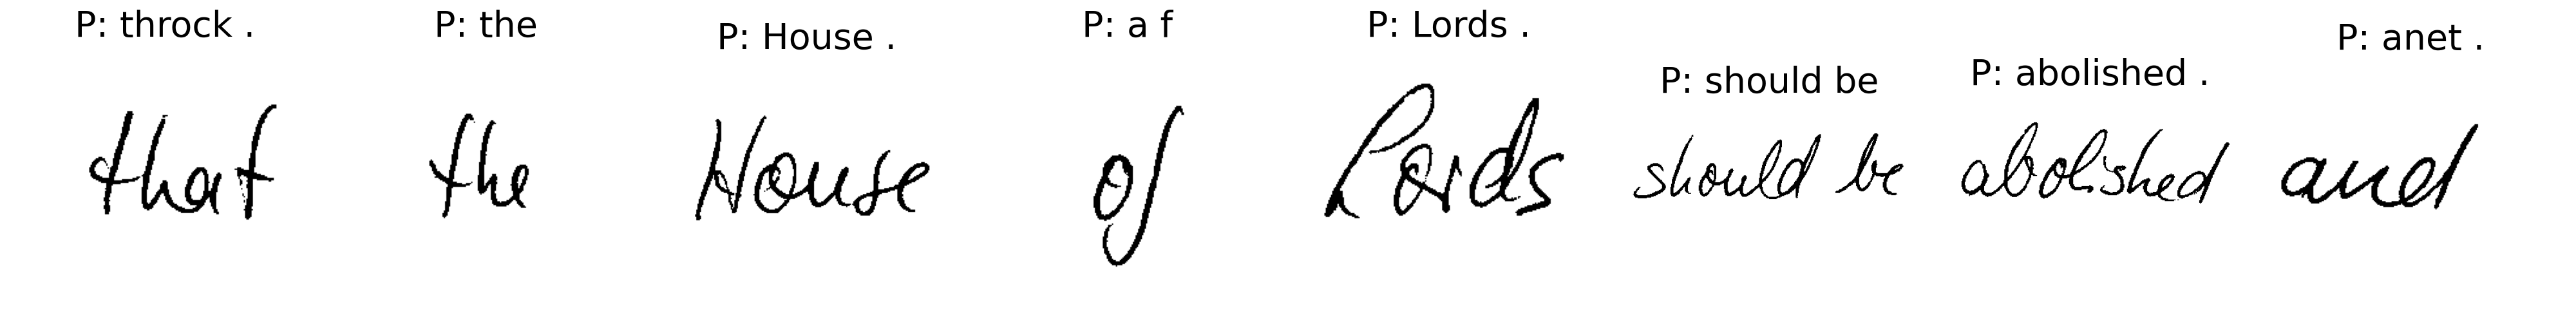 P: throck . P: the P: House . P: a f P: Lords . P: should be P: abolished . P: anet .
that the House of Lords should be abolished and